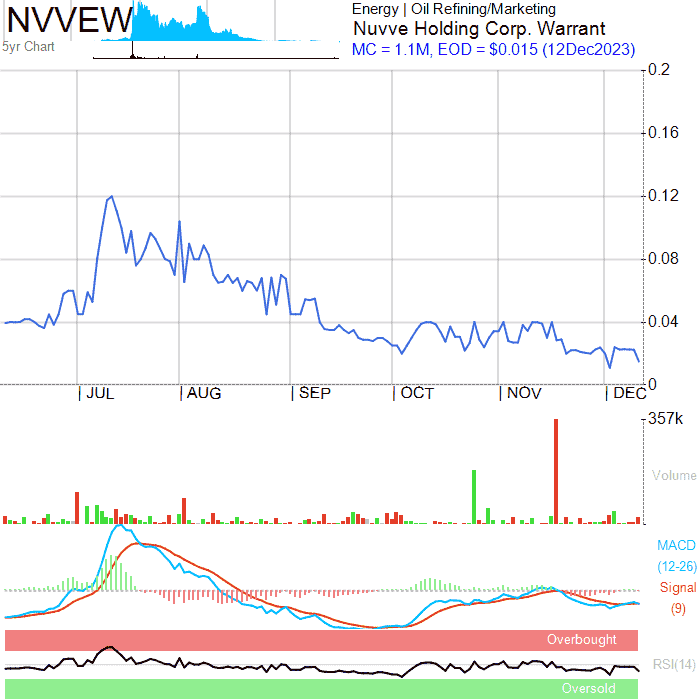 NVVEW
5yr Chart
Energy | Oil Refining/Marketing
Nuvve Holding Corp. Warrant
MC = 1.1M, EOD = $0.015 (12Dec2023)
0.2
0.16
0.12
0.08
0.04
0
JUL AUG SEP OCT NOV DEC
357k
Volume
MACD
(12-26)
Signal
(9)
Overbought
RSI(14)
Oversold